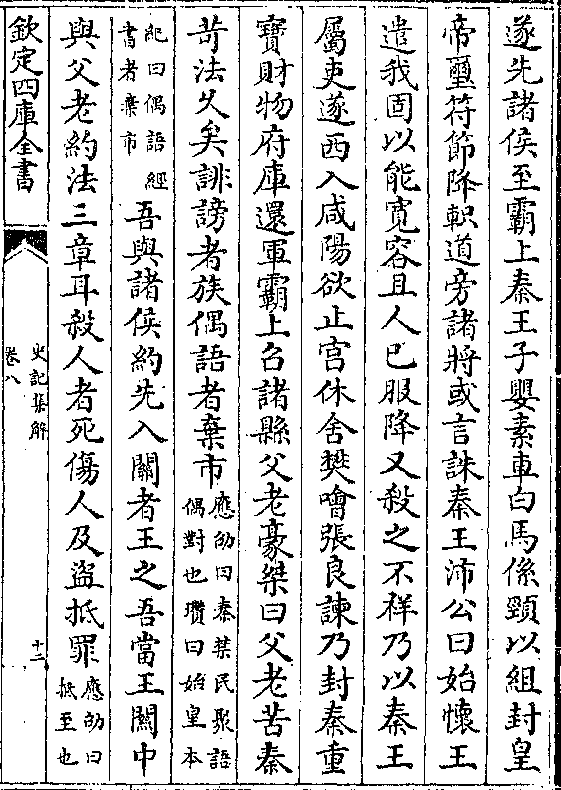 遂先諸侯至霸上秦王子嬰素車白馬係頸以組封皇
帝璽符節降軹道旁諸將或言誅秦王沛公曰始懷王
遣我固以能寬容且人已服降又殺之不祥乃以秦王
屬吏遂西入咸陽欲止宮休舍樊噲張良諫乃封秦重
寶財物府庫還軍霸上召諸縣父老豪桀曰父老苦秦
苛法久矣誹謗者族偶語者棄市
應劭曰秦禁民聚語
偶對也瓚曰始皇本
紀曰偶語經
書者棄市
吾與諸侯約先入關者王之吾當王關中
與父老約法三章耳殺人者死傷人及盜抵罪
應劭曰
抵至也
欽定四庫全書
史記集解
卷八
十二